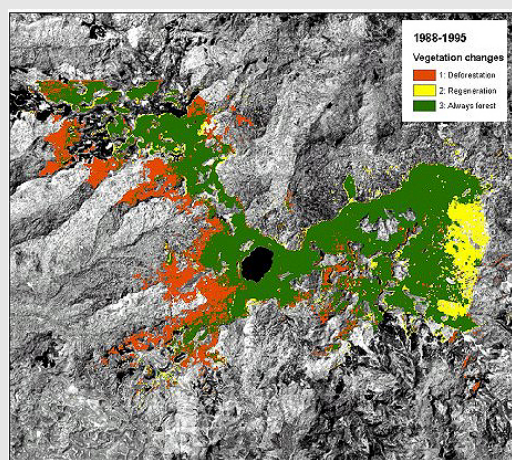 1988-1995
Vegetation changes
1: Deforestation
2: Regeneration
3: Always forest